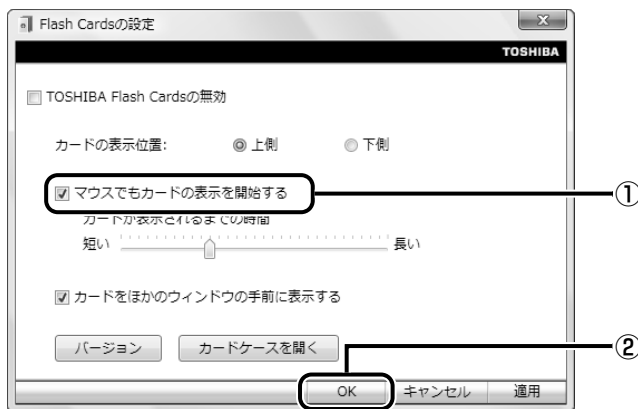 Flash Cardsの設定
TOSHIBA
TOSHIBA Flash Cardsの無効
カードの表示位置: 上側 下側
マウスでもカードの表示を開始する ①
カードが表示されるまでの時間
短い 長い
カードをほかのウィンドウの手前に表示する
バージョン カードケースを開く ②
OK キャンセル 適用